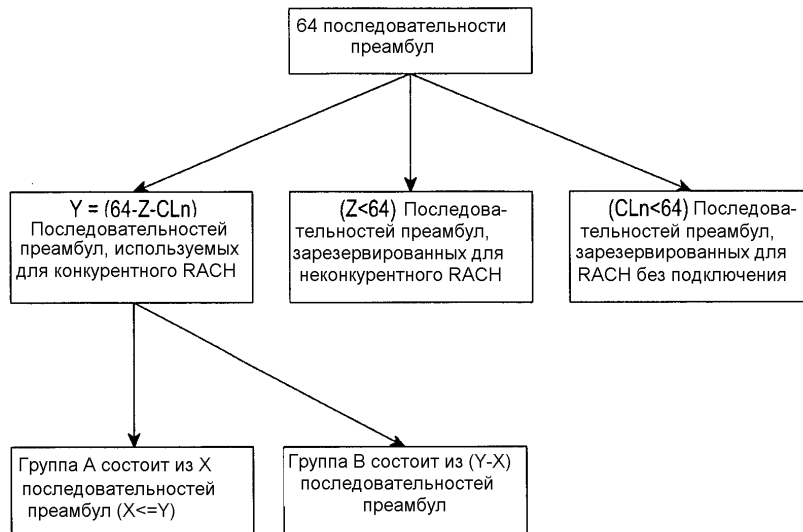 64 последовательности
преамбул
Y = (64-Z-CLn)
Последовательностей
преамбул, используемых
для конкурентного RACH
(Z<64) Последова-
тельностей преамбул,
зарезервированных для
неконкурентного RACH
(CLn<64) Последова-
тельностей преамбул,
зарезервированных для
RACH без подключения
Группа А состоит из X
последовательностей
преамбул (X<=Y)
Группа В состоит из (Y-X)
последовательностей
преамбул